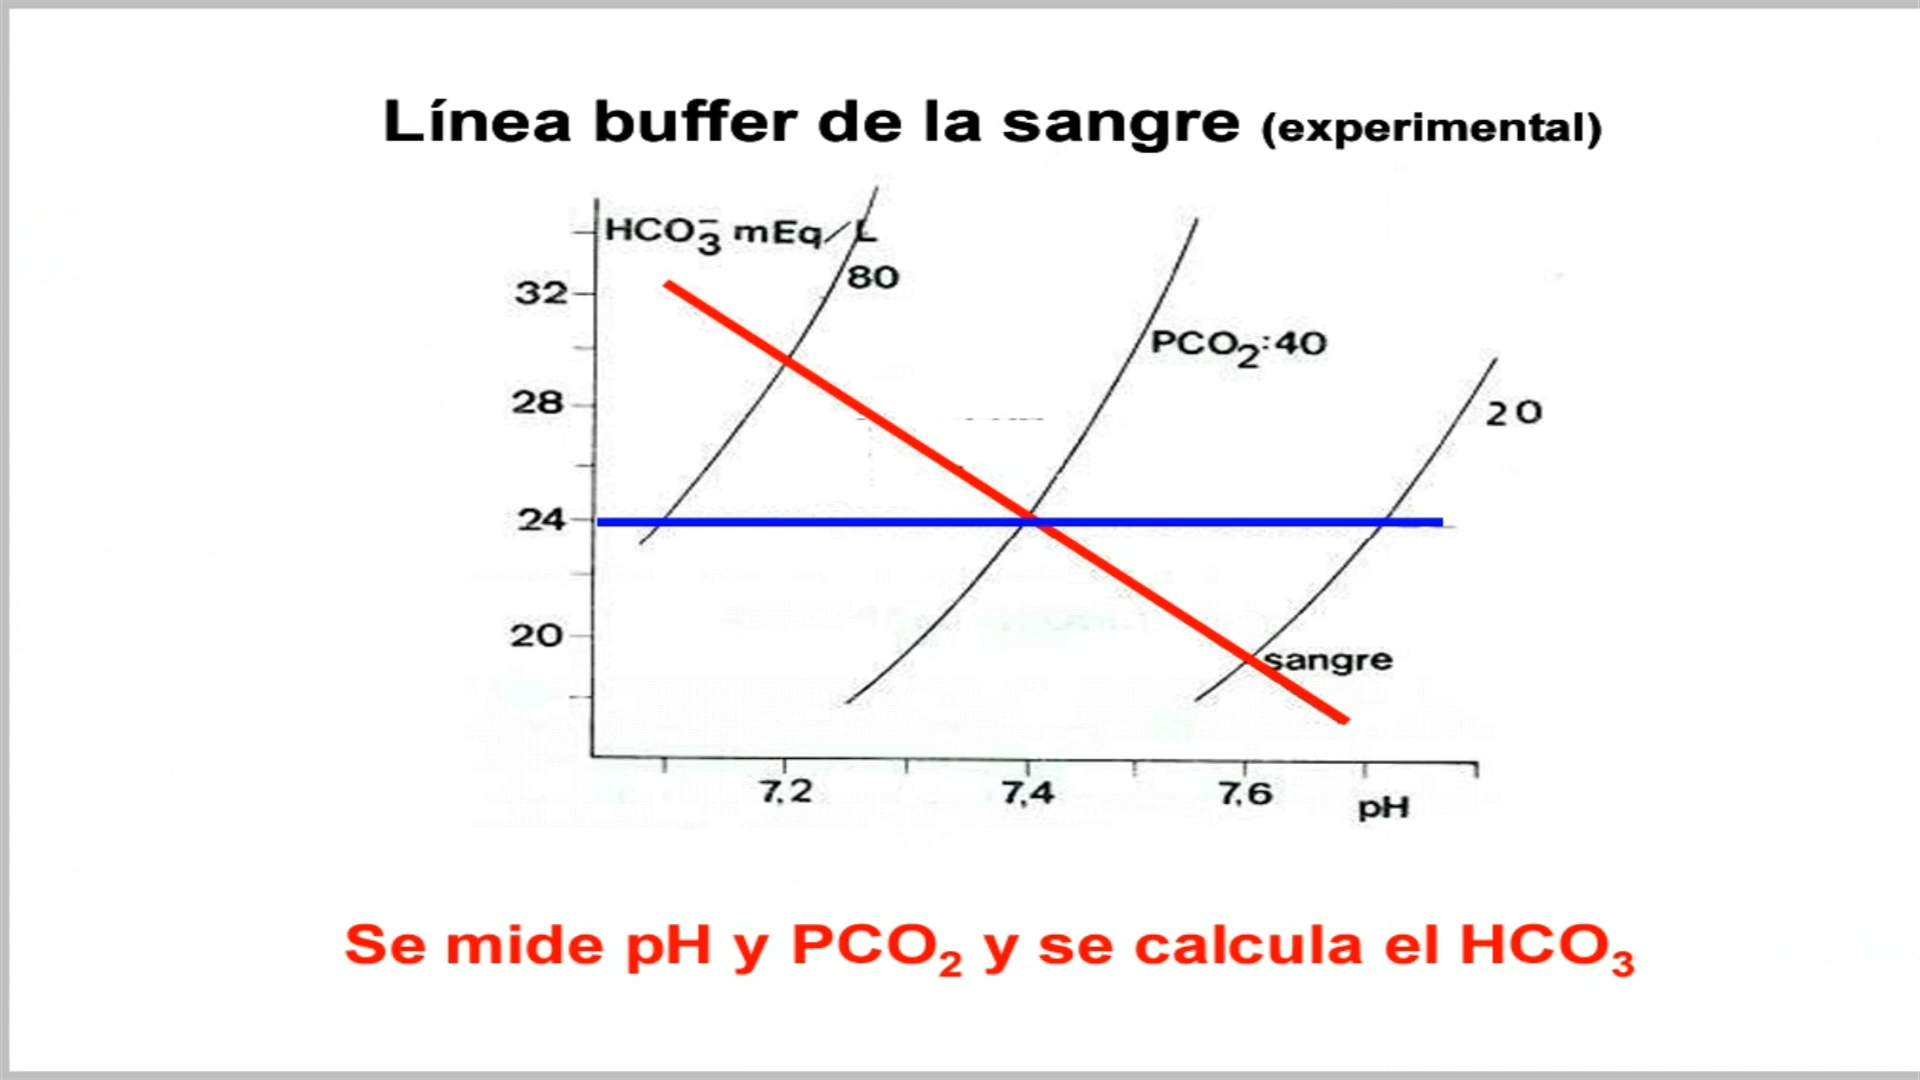 Línea buffer de la sangre (experimental)
HCO₃⁻ mEq/L
80
32
PCO₂:40
28
20
24
20
sangre
7,2
7,4
7,6
pH
Se mide pH y PCO₂ y se calcula el HCO₃